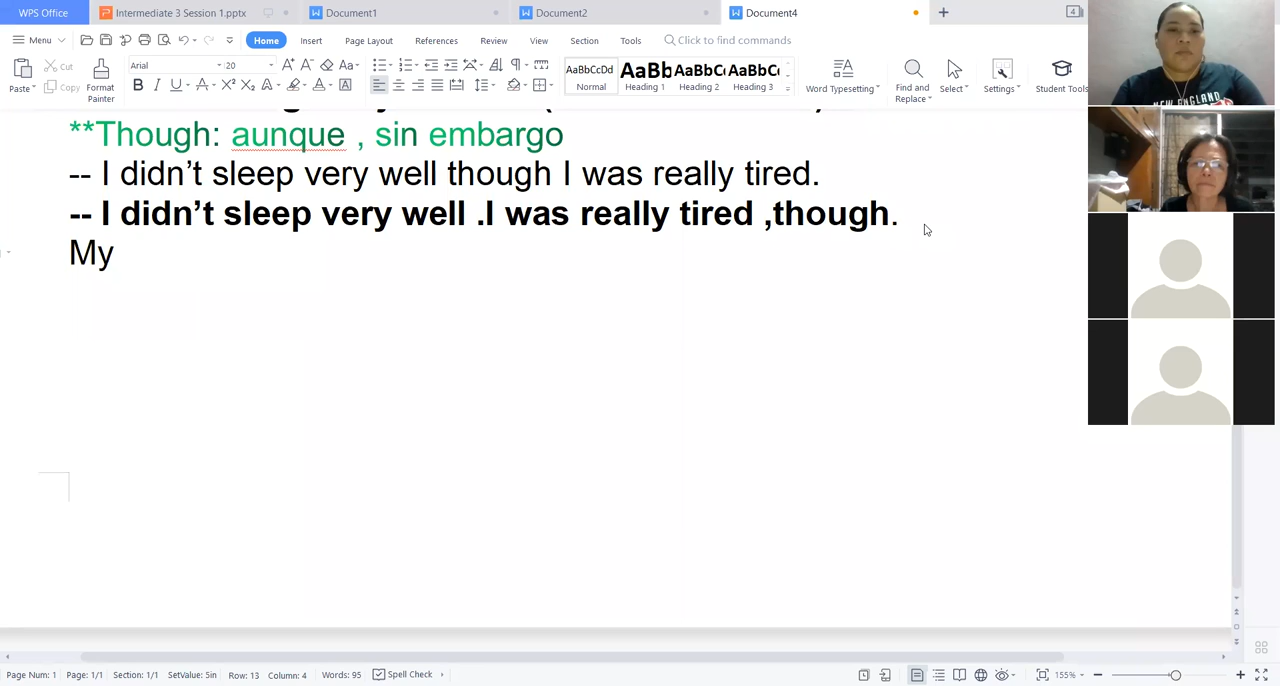 WPS Office Intermediate 3 Session 1.pptx Document1 Document2 Document4 4
Menu Home Insert Page Layout References Review View Section Tools Click to find commands
Paste Cut Copy Format Painter Arial 20 AaBbCcDd Normal AaBb Heading 1 AaBbC Heading 2 AaBbC Heading 3 Word Typesetting Find and Replace Select Settings Student Tools
**Though: aunque , sin embargo
-- I didn’t sleep very well though I was really tired.
-- I didn’t sleep very well .I was really tired ,though.
My
NEW ENGLAND
Page Num: 1 Page: 1/1 Section: 1/1 SetValue: 5in Row: 13 Column: 4 Words: 95 Spell Check 155%